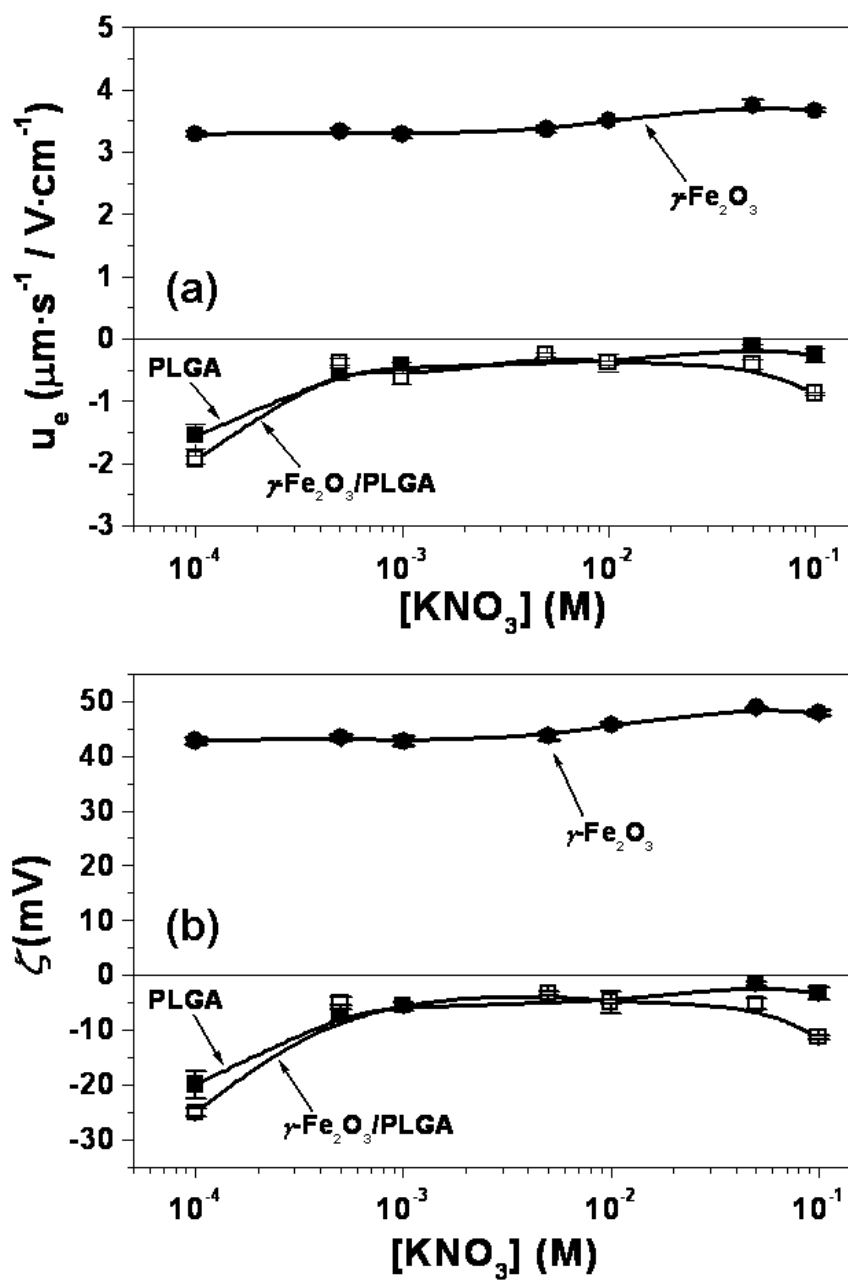 5
4
3
2
1
0
-1
-2
-3
uₑ (μm·s⁻¹ / V·cm⁻¹)
γ-Fe₂O₃
(a)
PLGA
γ-Fe₂O₃/PLGA
10⁻⁴ 10⁻³ 10⁻² 10⁻¹
[KNO₃] (M)
50
40
30
20
10
0
-10
-20
-30
ζ(mV)
γ-Fe₂O₃
(b)
PLGA
γ-Fe₂O₃/PLGA
10⁻⁴ 10⁻³ 10⁻² 10⁻¹
[KNO₃] (M)